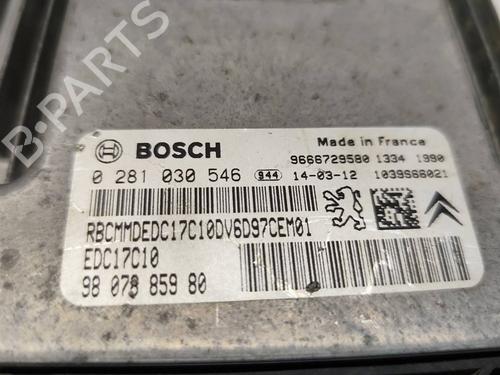 BOSCH
Made in France
9666729580 1334 1990
0 281 030 546 944 14-03-12 1039S66021
RBCMMDEDC17C10DV6D97CEM01
EDC17C10
98 078 859 80
B-PARTS